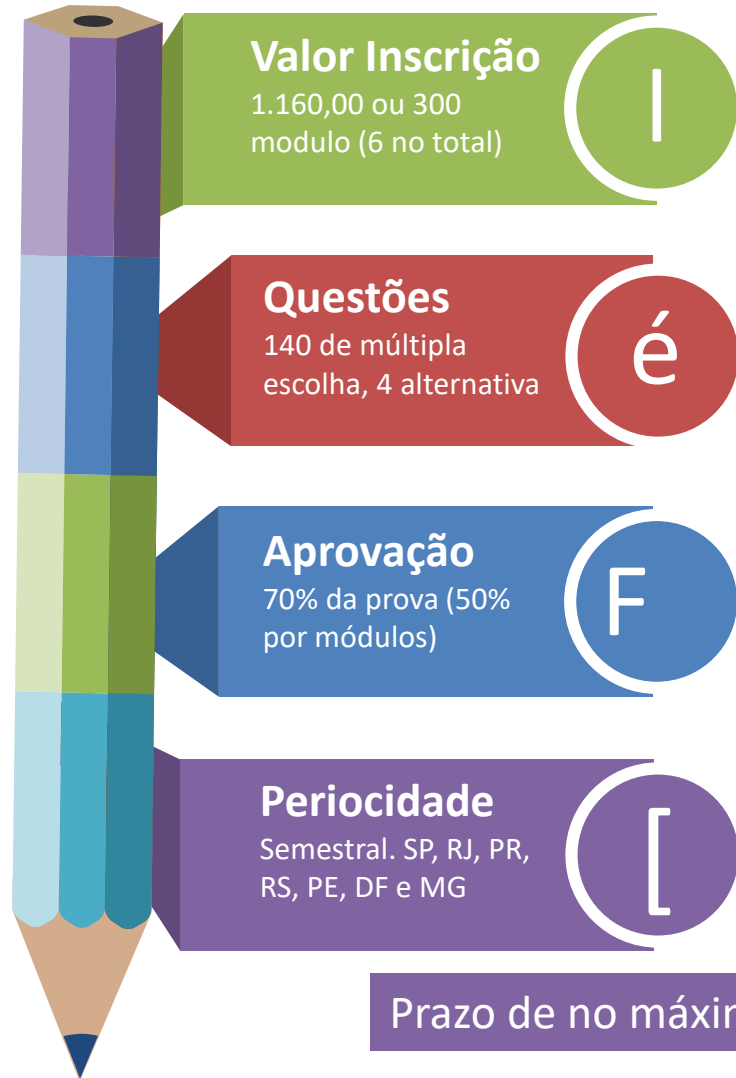 Valor Inscrição
1.160,00 ou 300
modulo (6 no total)
I
Questões
140 de múltipla
escolha, 4 alternativa
é
Aprovação
70% da prova (50%
por módulos)
F
Periocidade
Semestral. SP, RJ, PR,
RS, PE, DF e MG
[
Prazo de no